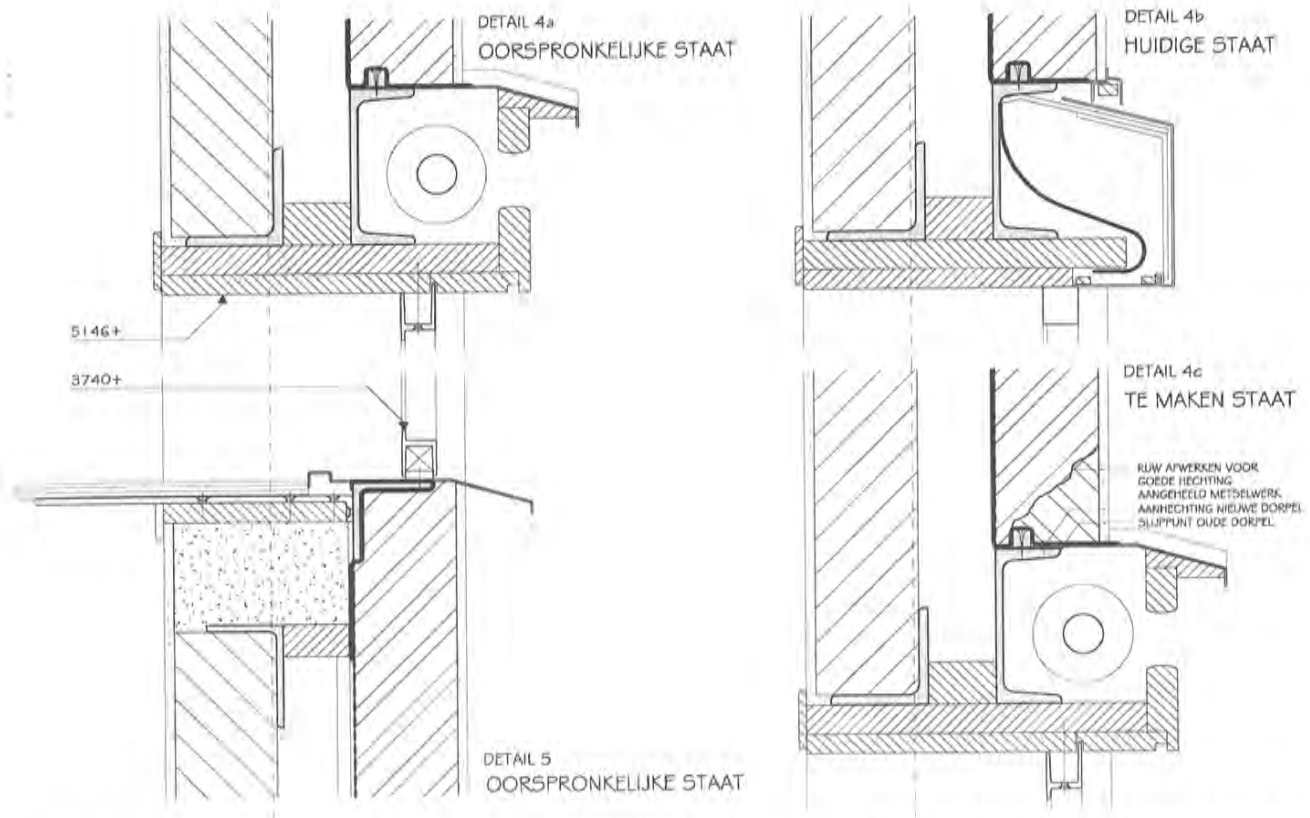 DETAIL 4a
OORSPRONKELIJKE STAAT
DETAIL 4b
HUIDIGE STAAT
5146+
3740+
DETAIL 4c
TE MAKEN STAAT
RUW AFWERKEN VOOR
GOEDE HECHTING
AANGEHEELD METSELWERK
AANHECHTING NIEUWE DORPEL
SLIJPPUNT OUDE DORPEL
DETAIL 5
OORSPRONKELIJKE STAAT